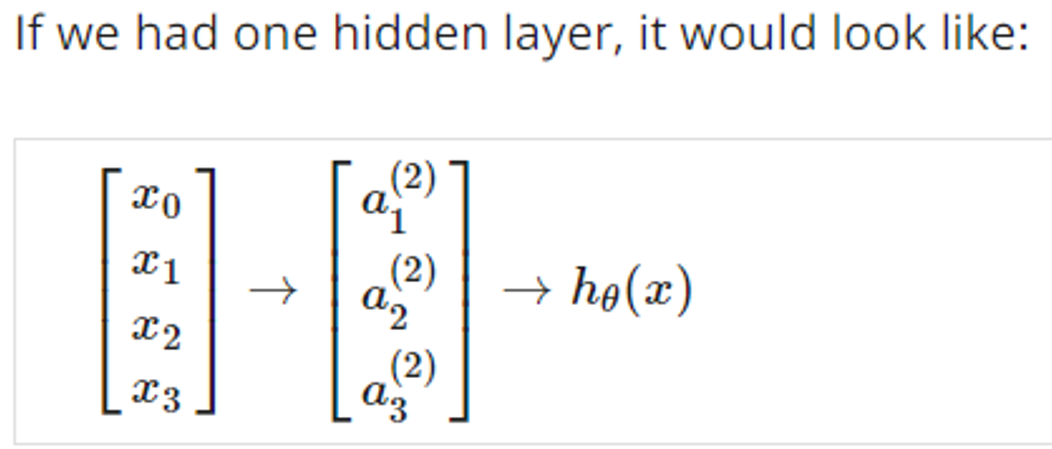 If we had one hidden layer, it would look like:
[x₀ x₁ x₂ x₃] → [a₁⁽²⁾ a₂⁽²⁾ a₃⁽²⁾] → hθ(x)